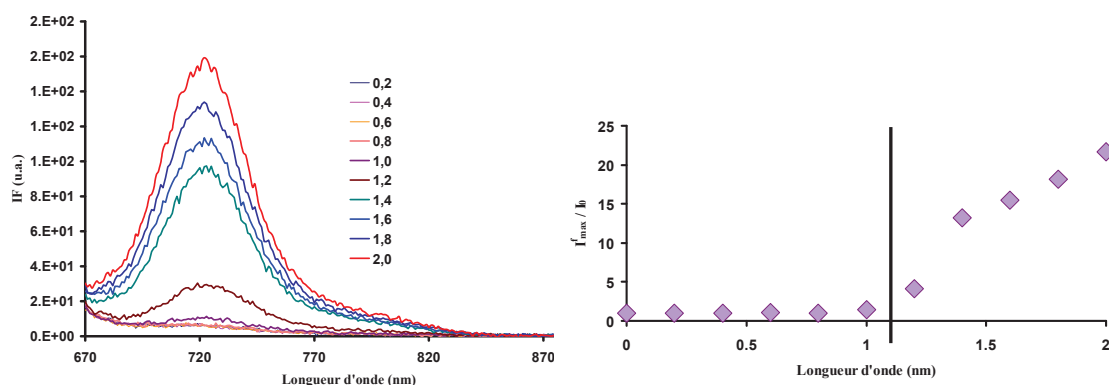 2.E+02
2.E+02
1.E+02
1.E+02
1.E+02
8.E+01
6.E+01
4.E+01
2.E+01
0.E+00
IF (u.a.)
670 720 770 820 870
Longueur d'onde (nm)
0,2
0,4
0,6
0,8
1,0
1,2
1,4
1,6
1,8
2,0
25
20
15
10
5
0
I^f_max / I_0
0 0.5 1 1.5 2
Longueur d'onde (nm)